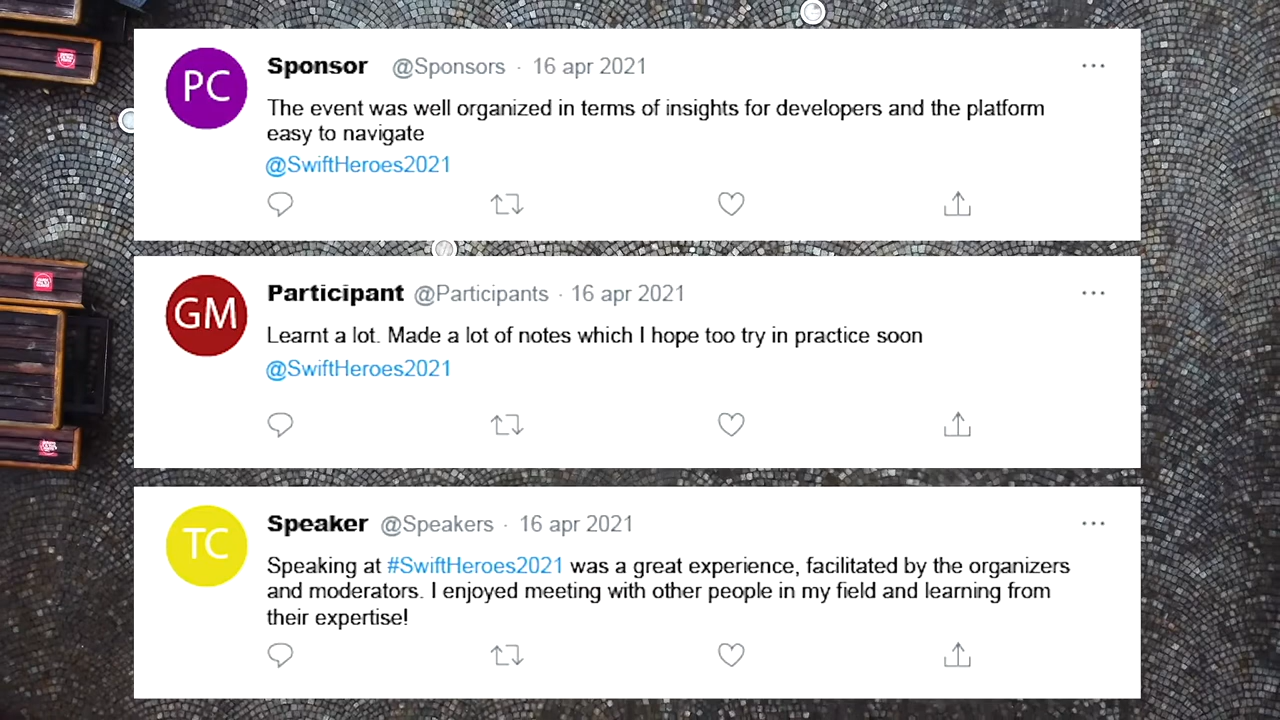 PC
Sponsor @Sponsors · 16 apr 2021
The event was well organized in terms of insights for developers and the platform
easy to navigate
@SwiftHeroes2021
GM
Participant @Participants · 16 apr 2021
Learnt a lot. Made a lot of notes which I hope too try in practice soon
@SwiftHeroes2021
TC
Speaker @Speakers · 16 apr 2021
Speaking at #SwiftHeroes2021 was a great experience, facilitated by the organizers
and moderators. I enjoyed meeting with other people in my field and learning from
their expertise!